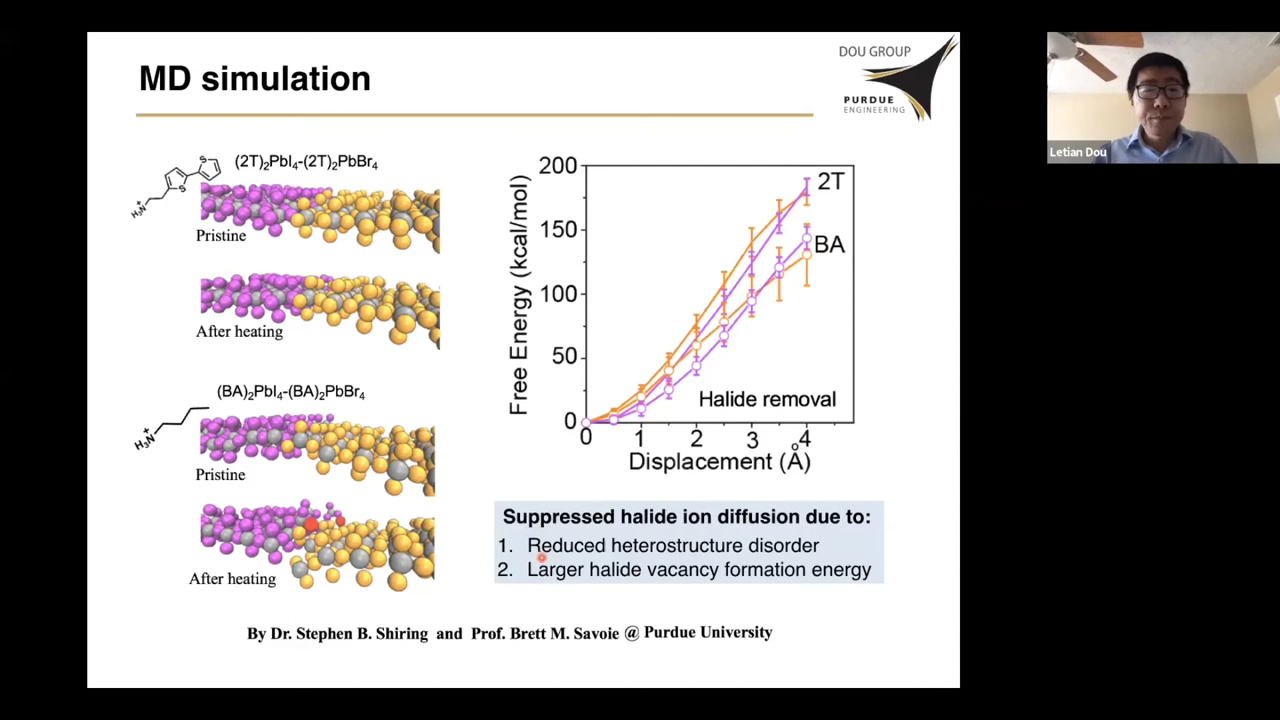 MD simulation
DOU GROUP
PURDUE
ENGINEERING
Letian Dou
S
S
H₃N⁺
(2T)₂PbI₄-(2T)₂PbBr₄
Pristine
After heating
(BA)₂PbI₄-(BA)₂PbBr₄
H₃N⁺
Pristine
After heating
Free Energy (kcal/mol)
200
150
100
50
0
2T
BA
Halide removal
0 1 2 3 4
Displacement (Å)
Suppressed halide ion diffusion due to:
1. Reduced heterostructure disorder
2. Larger halide vacancy formation energy
By Dr. Stephen B. Shiring and Prof. Brett M. Savoie @ Purdue University